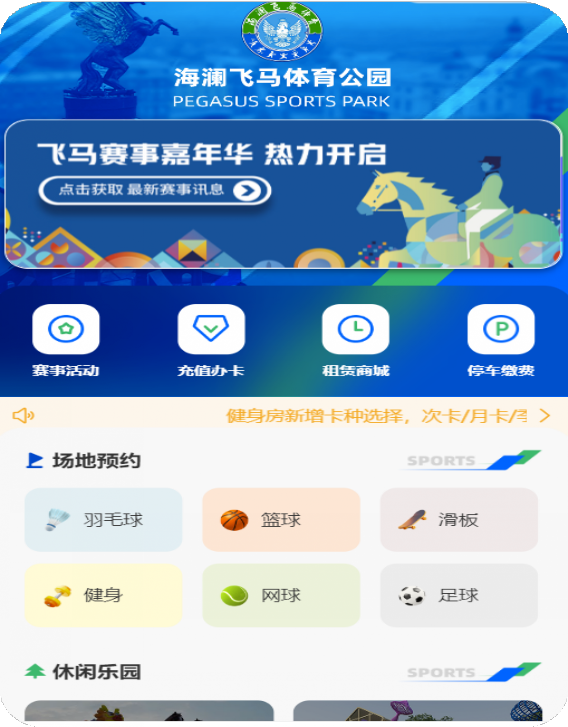 海澜飞马体育公园
PEGASUS SPORTS PARK
飞马赛事嘉年华 热力开启
点击获取 最新赛事讯息
赛事活动
充值办卡
租赁商城
P
停车缴费
健身房新增卡种选择，次卡/月卡/季
场地预约
SPORTS
羽毛球
篮球
滑板
健身
网球
足球
休闲乐园
SPORTS